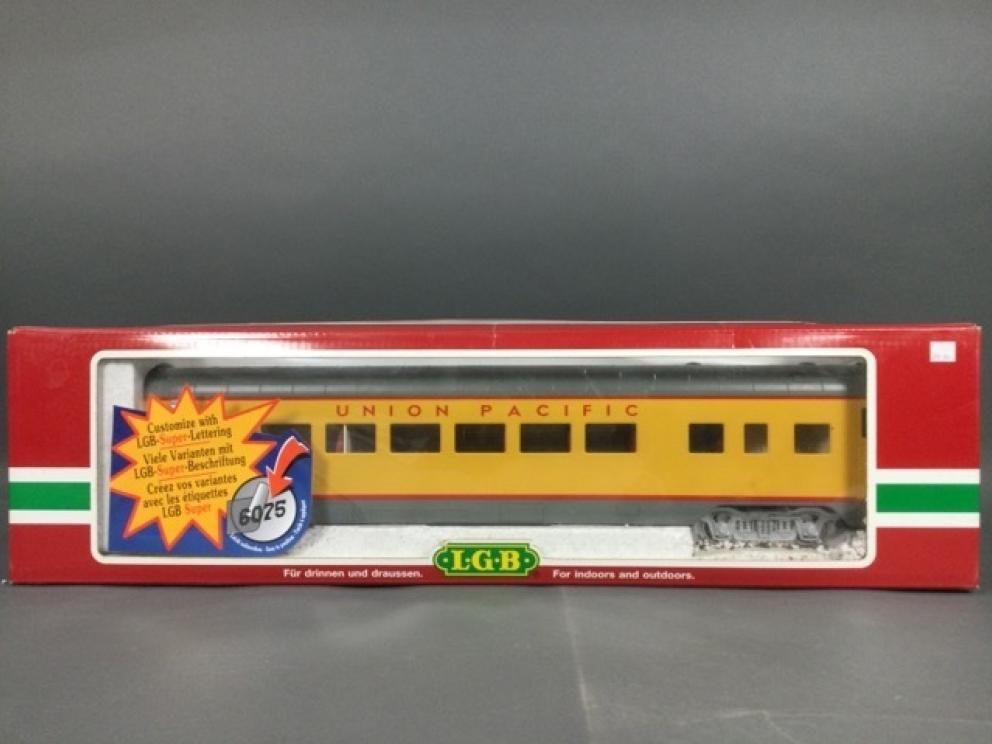 UNION PACIFIC
Customize with
LGB-Super-Lettering
Viele Varianten mit
LGB-Super-Beschriftung
Créez vos variantes
avec les étiquettes
LGB Super
6075
L·G·B·
Für drinnen und draussen.
For indoors and outdoors.